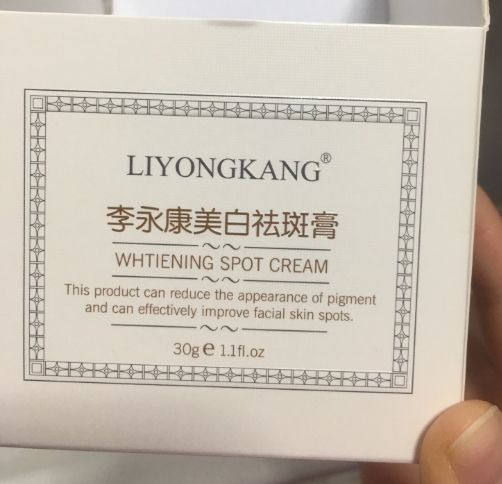 LIYONGKANG®
李永康美白祛斑膏
WHTIENING SPOT CREAM
This product can reduce the appearance of pigment
and can effectively improve facial skin spots.
30g e 1.1fl.oz